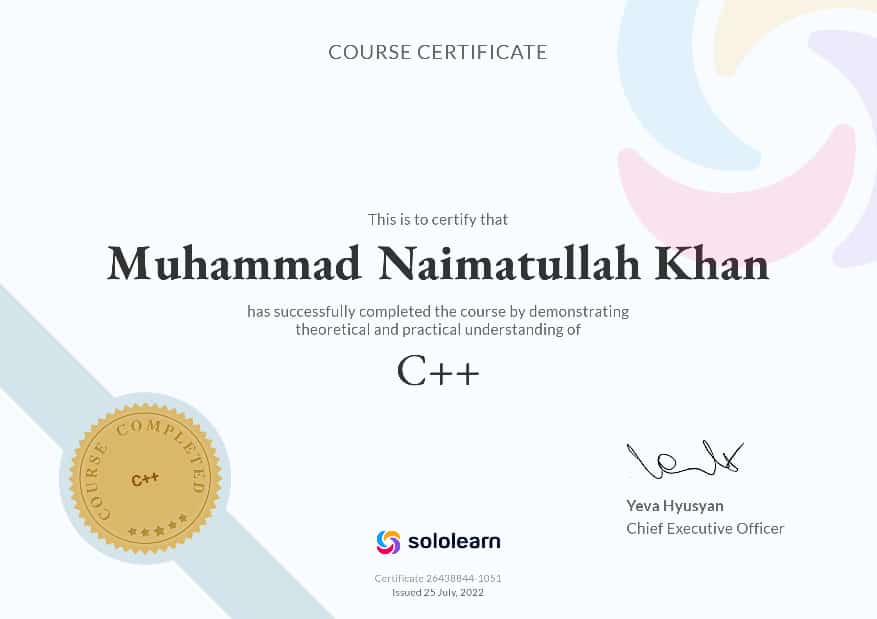 COURSE CERTIFICATE
This is to certify that
Muhammad Naimatullah Khan
has successfully completed the course by demonstrating
theoretical and practical understanding of
C++
COURSE COMPLETED
C++
Yeva Hyusyan
Chief Executive Officer
sololearn
Certificate 26438844-1051
Issued 25 July, 2022